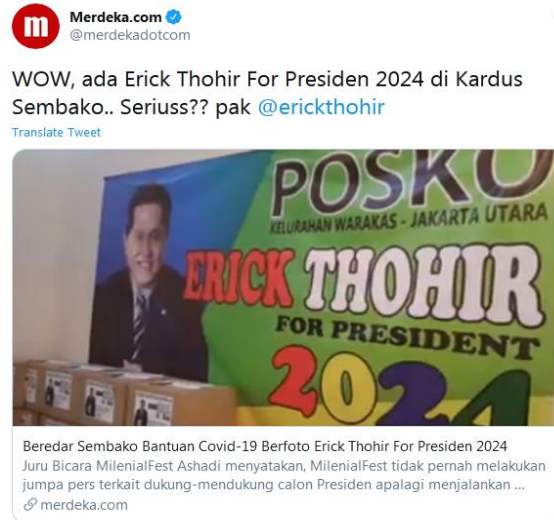 m Merdeka.com
@merdekadotcom
WOW, ada Erick Thohir For Presiden 2024 di Kardus
Sembako.. Seriuss?? pak @erickthohir
Translate Tweet
POSKO
KELURAHAN WARAKAS - JAKARTA UTARA
ERICK THOHIR
FOR PRESIDENT
2024
Beredar Sembako Bantuan Covid-19 Berfoto Erick Thohir For Presiden 2024
Juru Bicara MilenialFest Ashadi menyatakan, MilenialFest tidak pernah melakukan
jumpa pers terkait dukung-mendukung calon Presiden apalagi menjalankan ...
merdeka.com